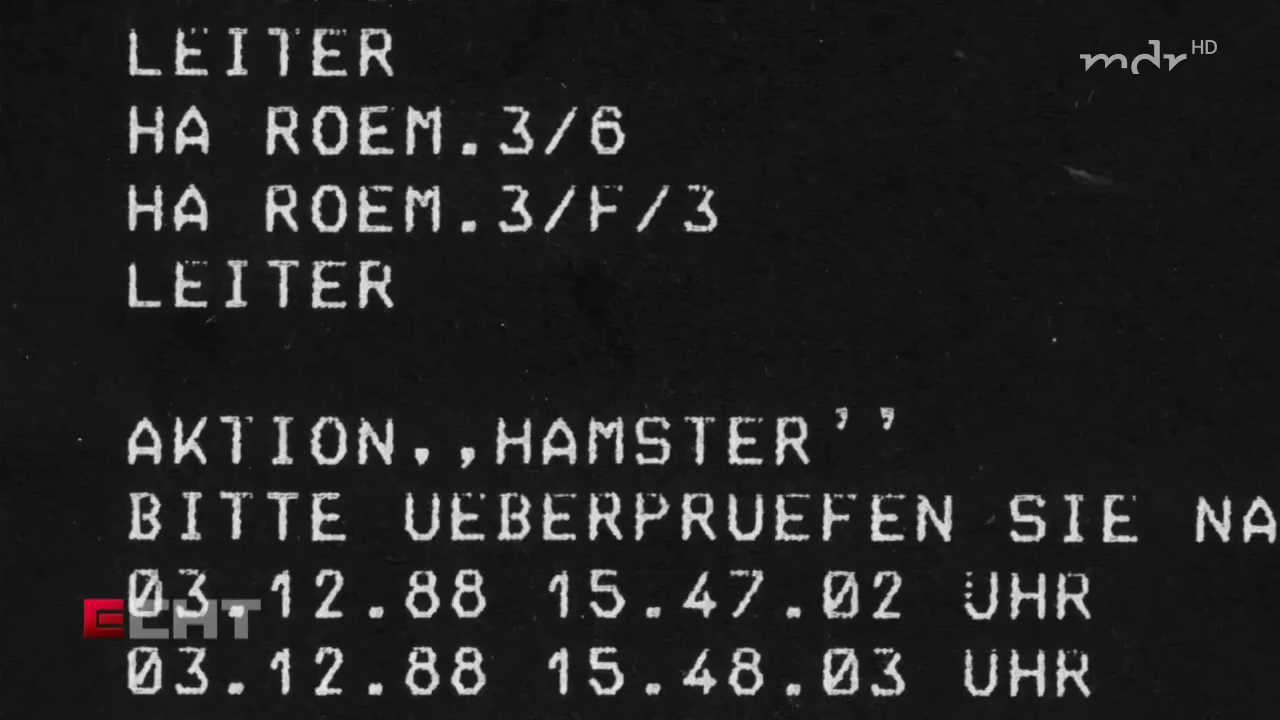 LEITER
mdr HD
HA ROEM.3/6
HA ROEM.3/F/3
LEITER
AKTION,,HAMSTER’’
BITTE UEBERPRUEFEN SIE NA
03.12.88 15.47.02 UHR
ECHT
03.12.88 15.48.03 UHR